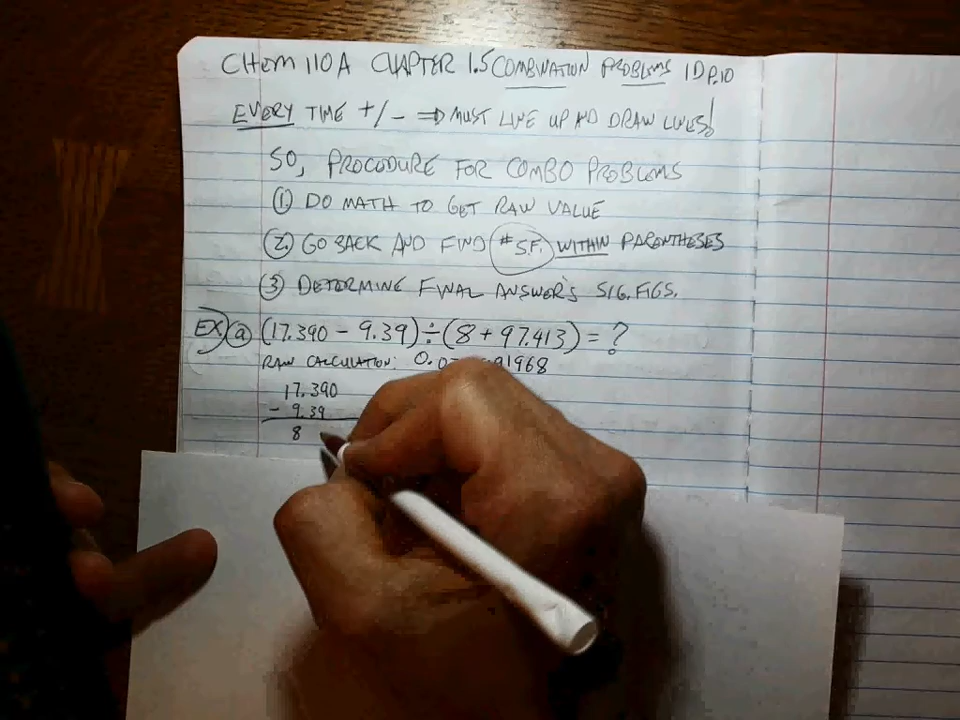 CHEM 110A CHAPTER 1.5 COMBINATION PROBLEMS 1D P.10
EVERY TIME +/- ⇒ MUST LINE UP AND DRAW LINES!
SO, PROCEDURE FOR COMBO PROBLEMS
① DO MATH TO GET RAW VALUE
② GO BACK AND FIND # S.F. WITHIN PARENTHESES
③ DETERMINE FINAL ANSWER'S SIG. FIGS.
EX. ⓐ (17.390 - 9.39) ÷ (8 + 97.413) = ?
RAW CALCULATION:
17.390
- 9.39
8